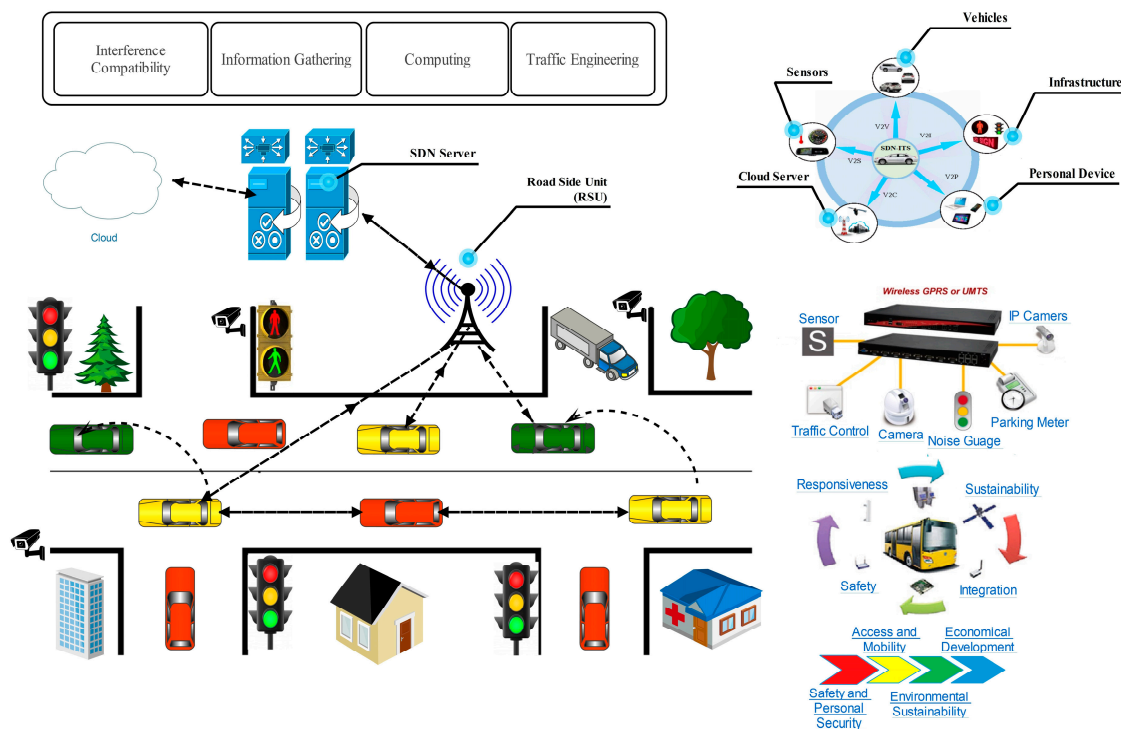 Interference
Compatibility
Information Gathering
Computing
Traffic Engineering
Vehicles
Sensors
Infrastructure
V2V
V2I
SDN-ITS
V2S
V2P
V2C
SIGN
Cloud Server
Personal Device
SDN Server
Road Side Unit
(RSU)
Cloud
Wireless GPRS or UMTS
Sensor
IP Cameras
S
Traffic Control
Camera
Noise Guage
Parking Meter
Responsiveness
Sustainability
Safety
Integration
Access and
Mobility
Economical
Development
Safety and
Personal
Security
Environmental
Sustainability